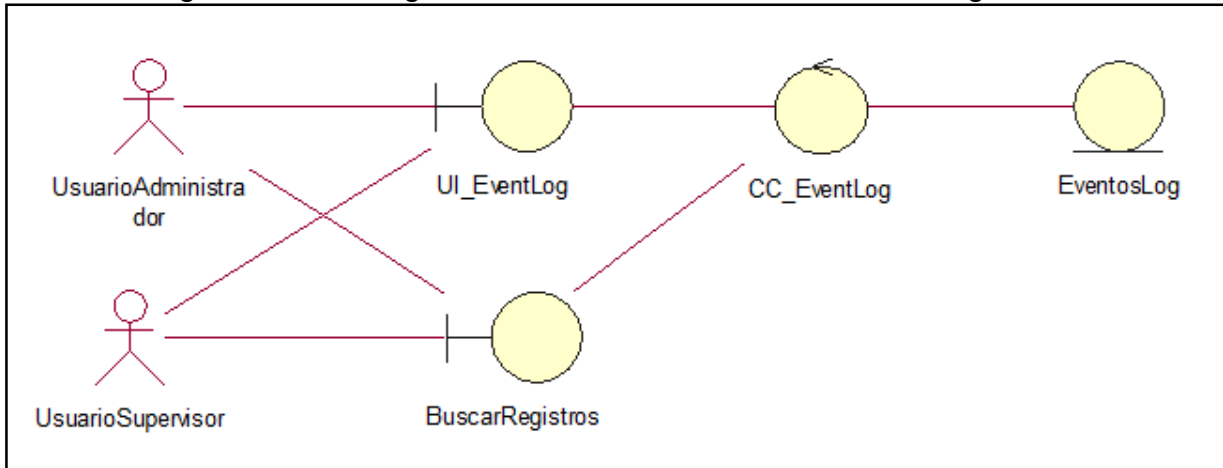 UsuarioAdministra
dor
UI_EventLog
CC_EventLog
EventosLog
UsuarioSupervisor
BuscarRegistros